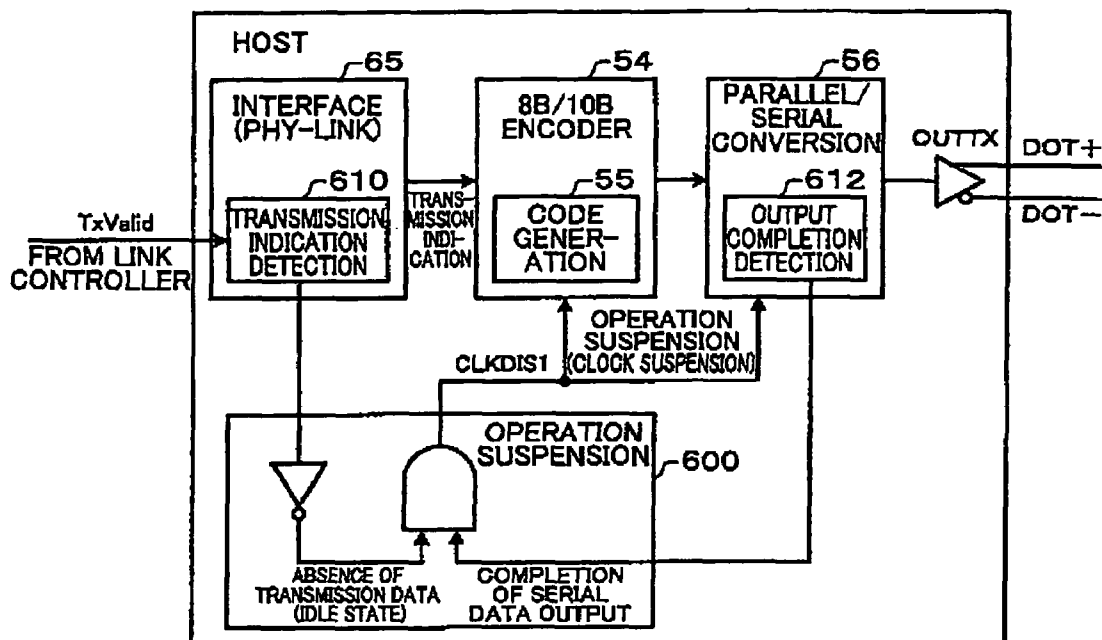 HOST
65
54
56
INTERFACE
(PHY-LINK)
8B/10B
ENCODER
PARALLEL/
SERIAL
CONVERSION
OUTTX
DOT+
DOT-
610
55
612
TxValid
FROM LINK
CONTROLLER
TRANSMISSION
INDICATION
DETECTION
TRANS-
MISSION
INDI-
CATION
CODE
GENER-
ATION
OUTPUT
COMPLETION
DETECTION
OPERATION
SUSPENSION
(CLOCK SUSPENSION)
CLKDIS1
OPERATION
SUSPENSION
600
ABSENCE OF
TRANSMISSION DATA
(IDLE STATE)
COMPLETION
OF SERIAL
DATA OUTPUT